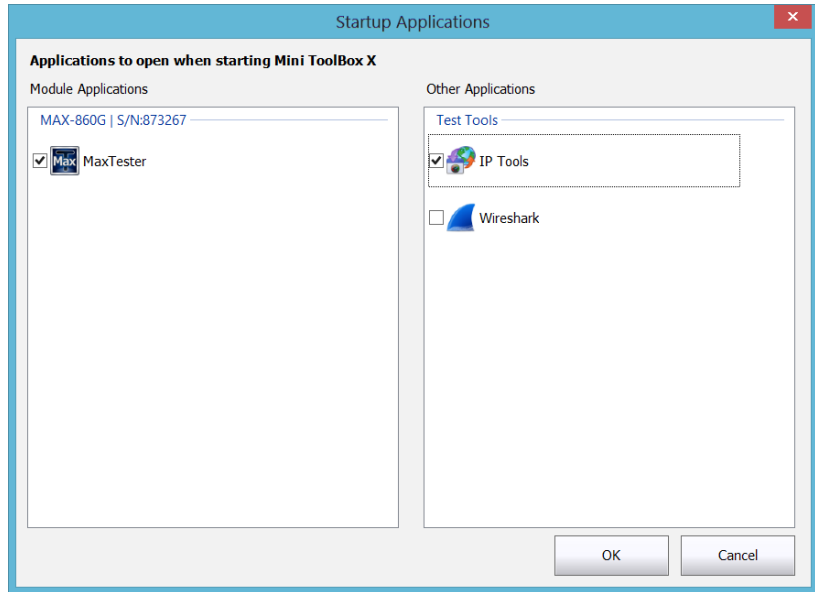 Startup Applications
Applications to open when starting Mini ToolBox X
Module Applications
Other Applications
MAX-860G | S/N:873267
Test Tools
Max MaxTester
IP Tools
Wireshark
OK
Cancel